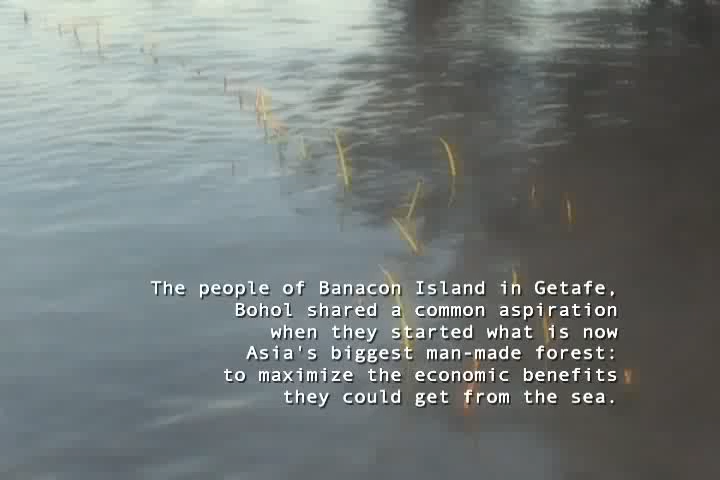 The people of Banacon Island in Getafe,
Bohol shared a common aspiration
when they started what is now
Asia's biggest man-made forest:
to maximize the economic benefits
they could get from the sea.